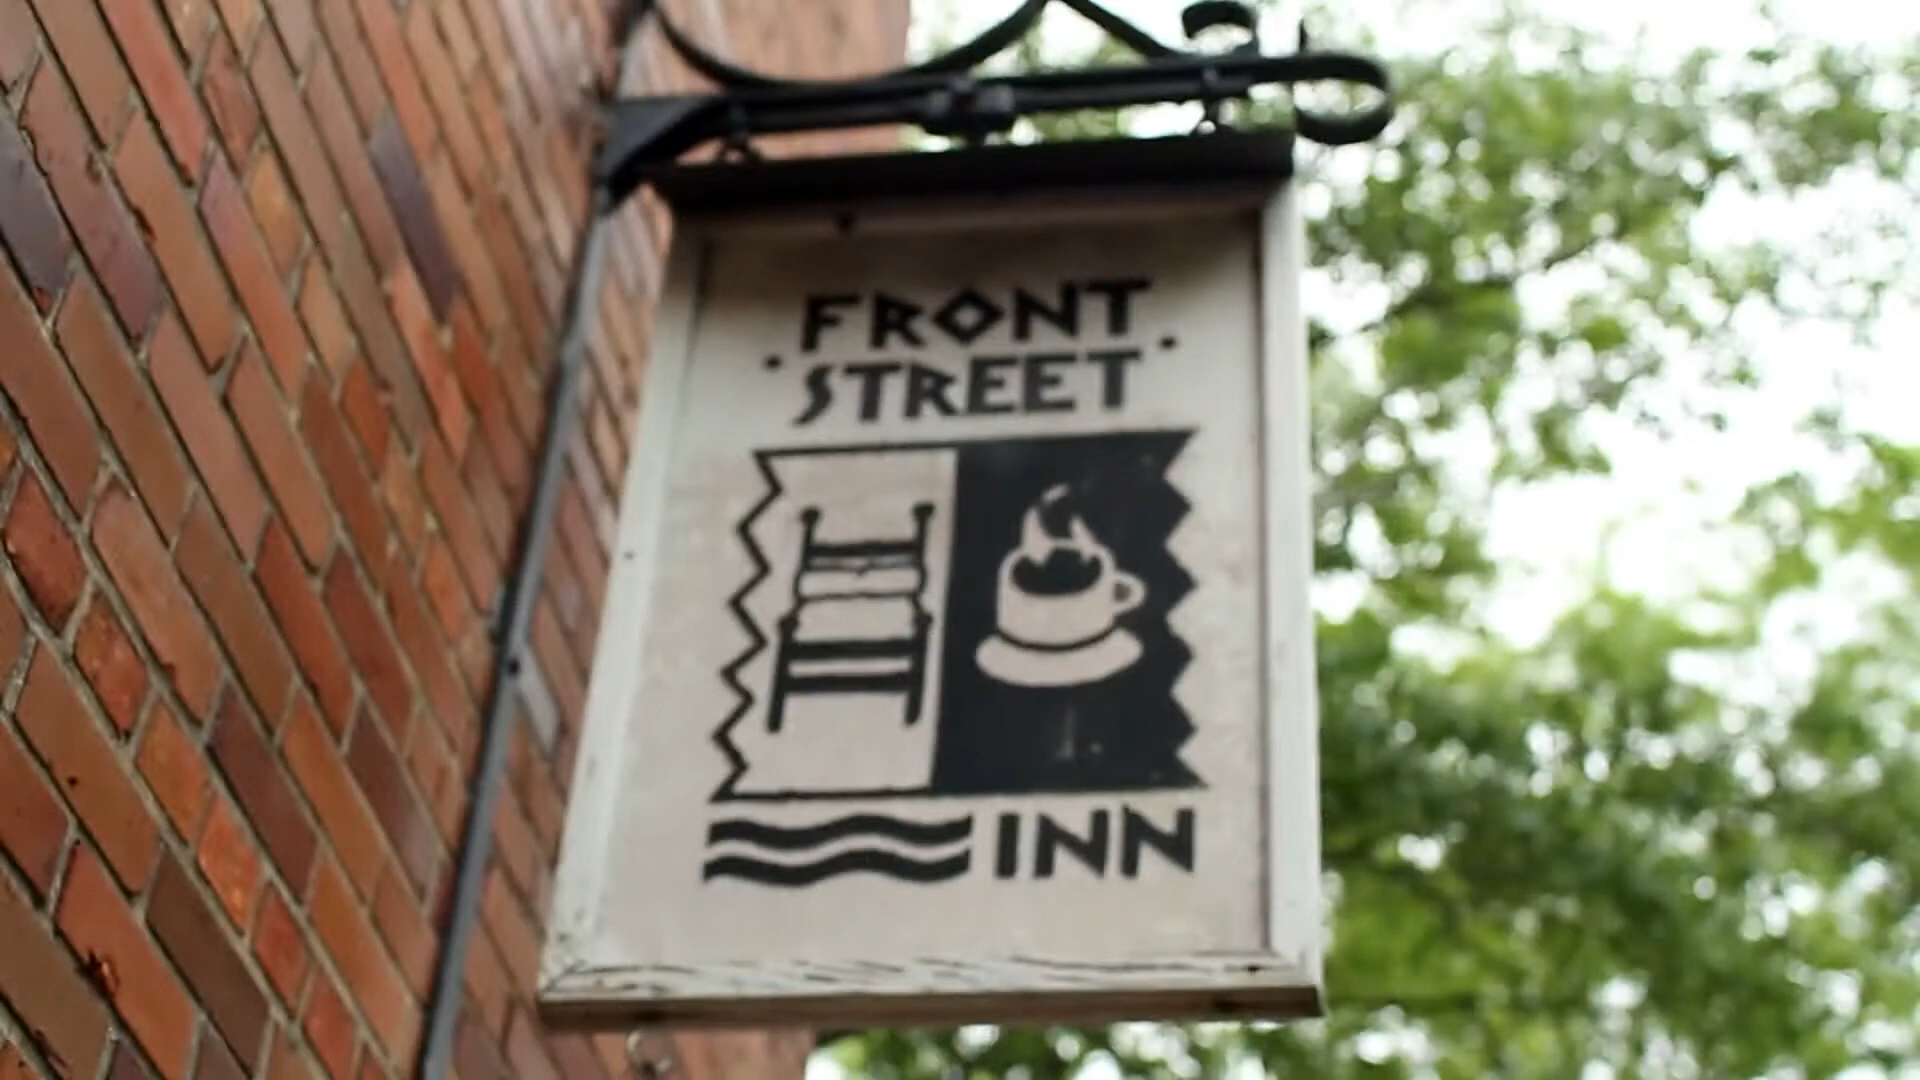 FRONT
· STREET ·
INN